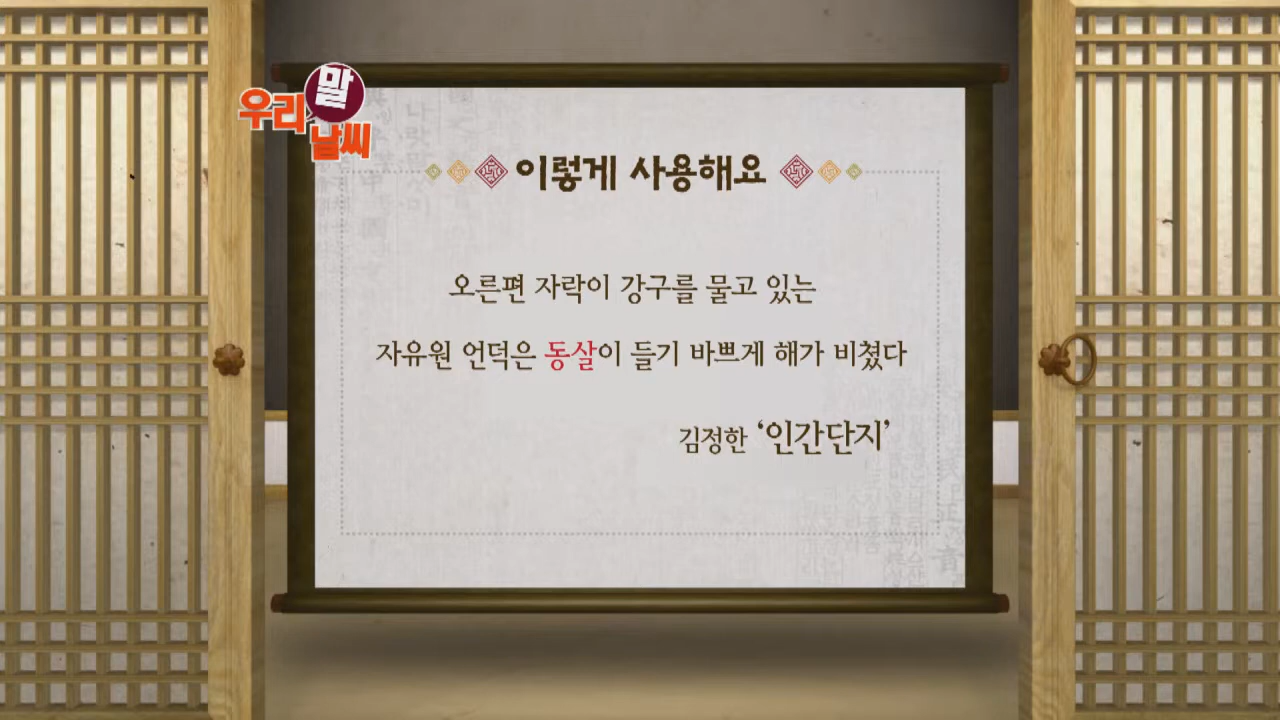 우리말
날씨
이렇게 사용해요
오른편 자락이 강구를 물고 있는
자유원 언덕은 동살이 들기 바쁘게 해가 비쳤다
김정한 ‘인간단지’